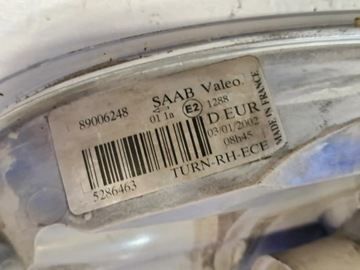 89006248 SAAB Valeo.
01 1a E2 1288
D EUR
03/01/2002
08h45
5286463 TURN-RH-ECE
MADE IN FRANCE